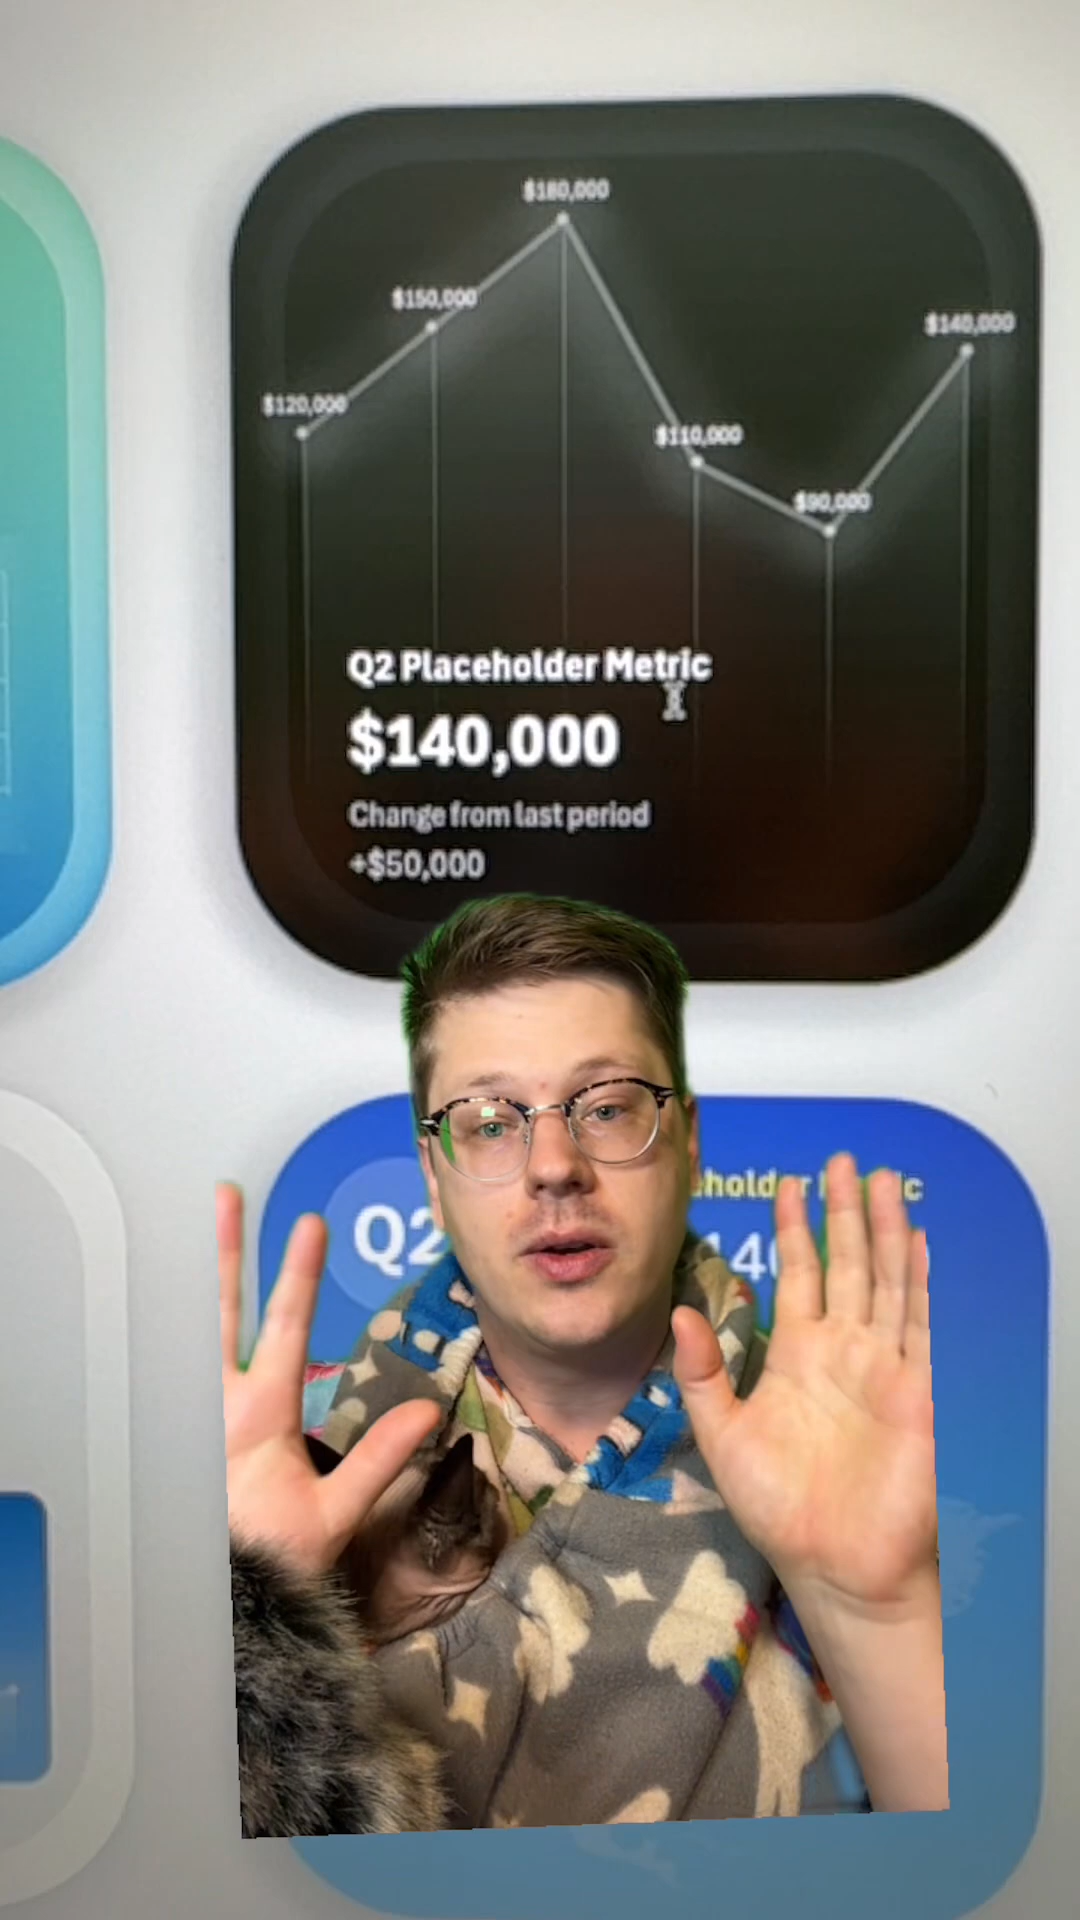 $180,000
$150,000
$140,000
$120,000
$110,000
$90,000
Q2 Placeholder Metric
$140,000
Change from last period
+$50,000
Q2